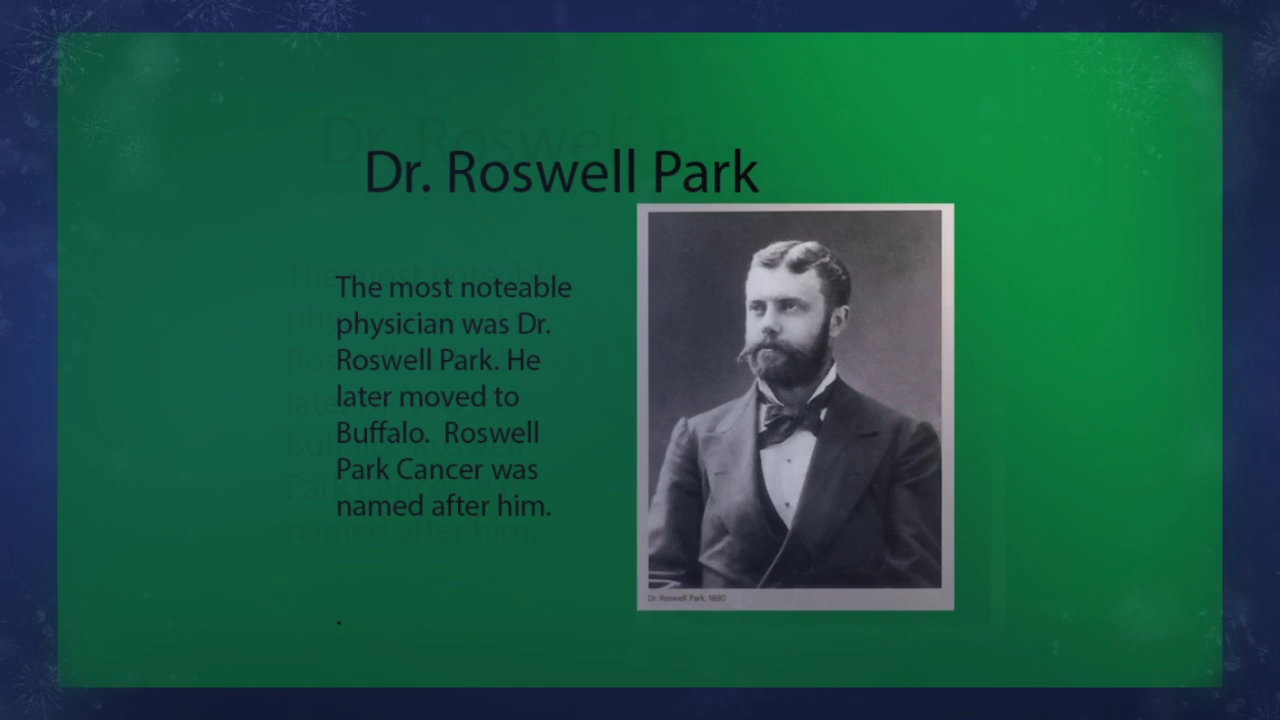 Dr. Roswell Park
The most noteable
physician was Dr.
Roswell Park. He
later moved to
Buffalo.  Roswell
Park Cancer was
named after him.
.
Dr. Roswell Park, 1880